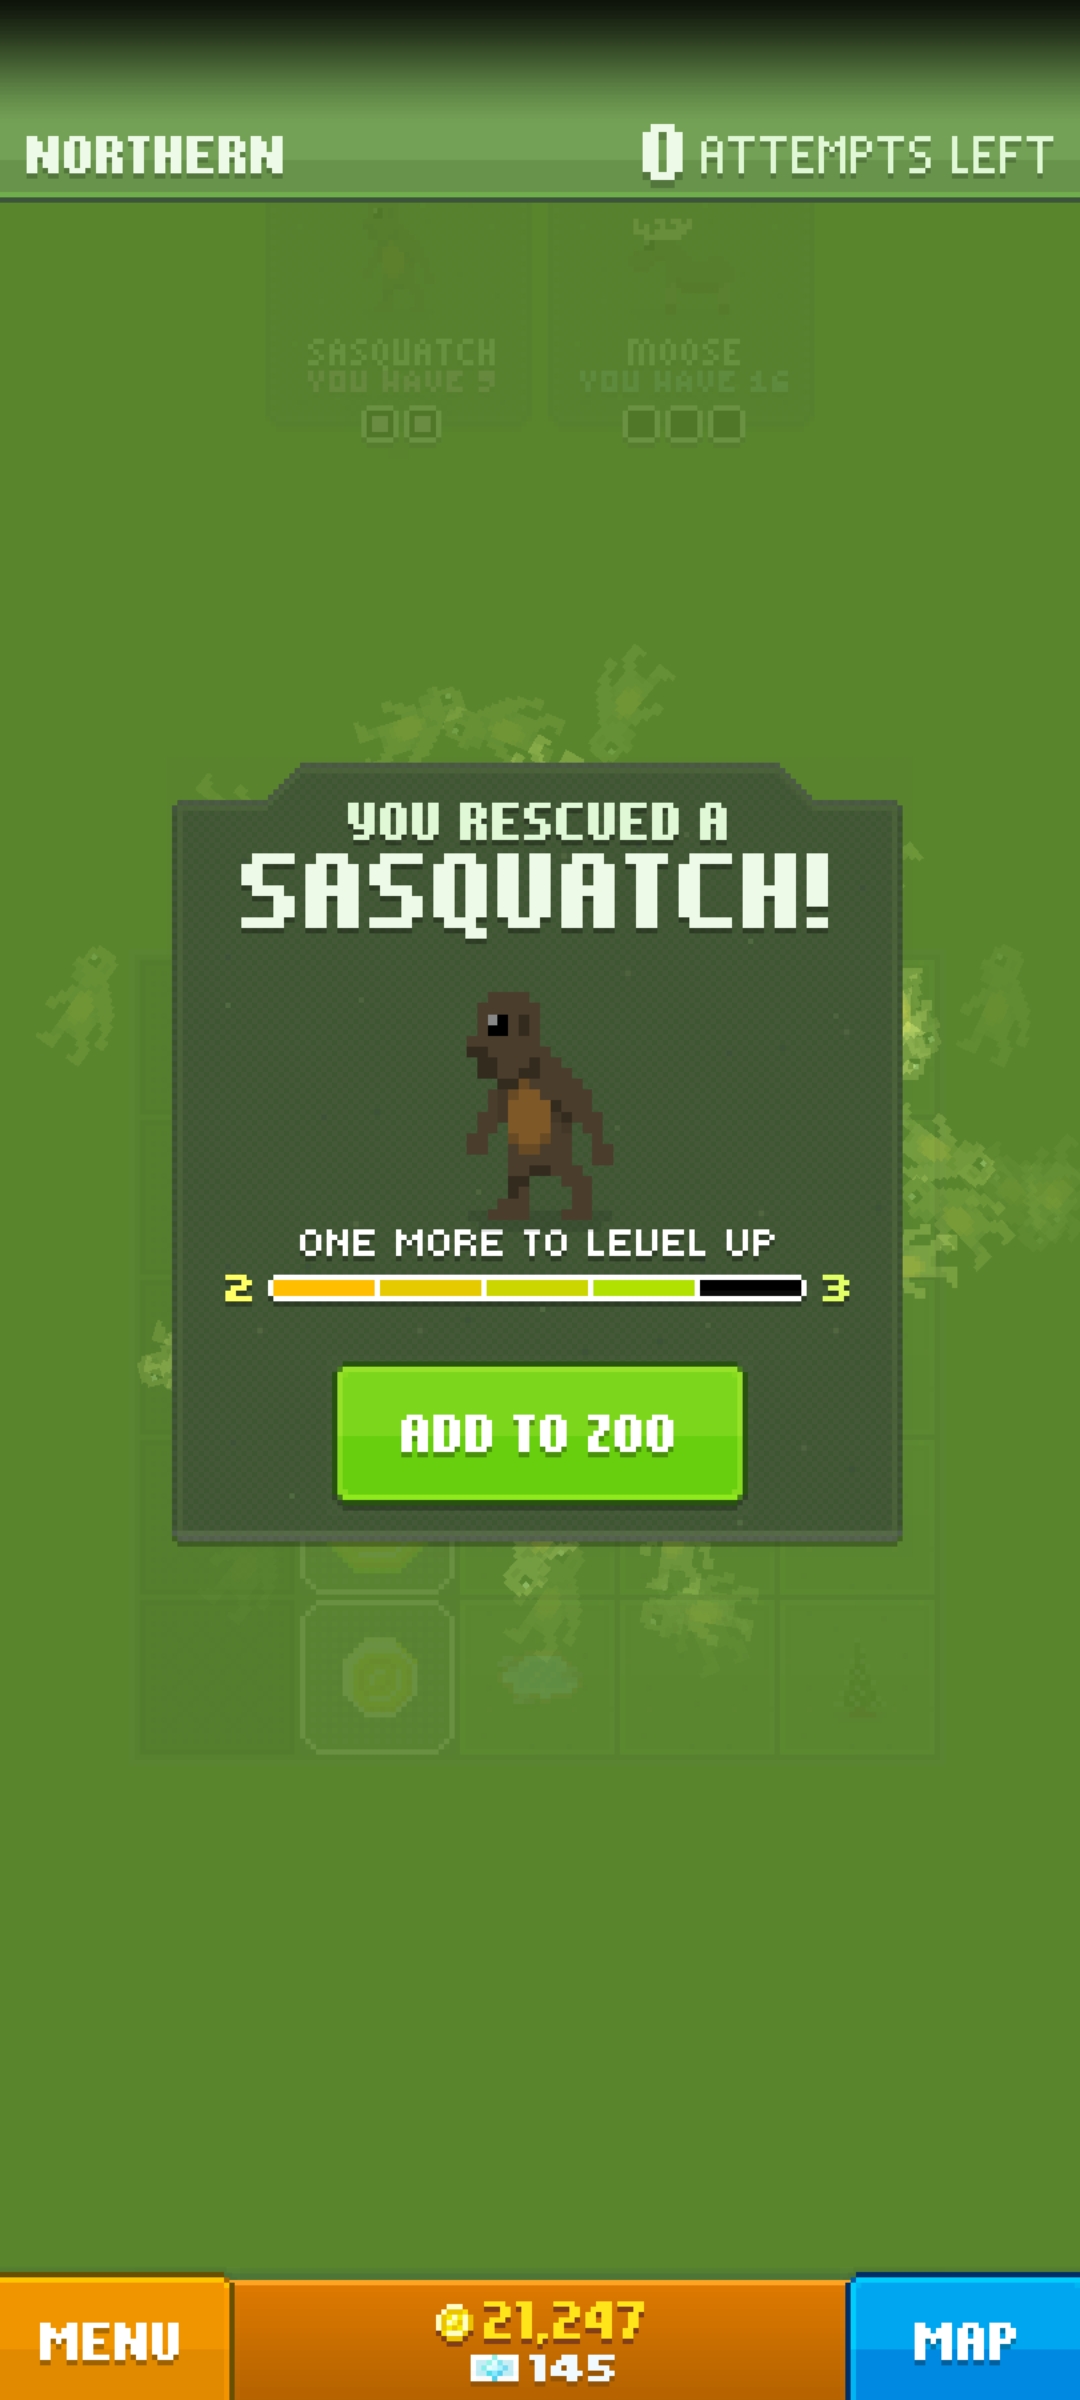 NORTHERN
0 ATTEMPTS LEFT
SASQUATCH
YOU HAVE 9
MOOSE
YOU HAVE 16
YOU RESCUED A
SASQUATCH!
ONE MORE TO LEVEL UP
2
3
ADD TO ZOO
MENU
21,247
145
MAP